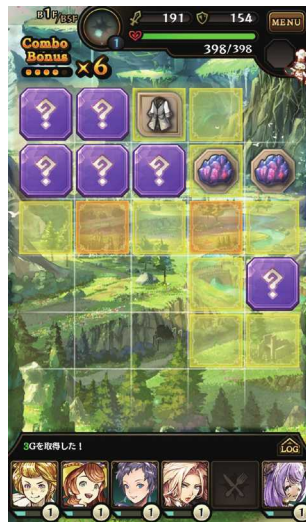 B1F/B5F
191
154
MENU
1
398/398
Combo
Bonus
×6
?
?
?
?
?
?
3Gを取得した！
LOG
1
1
1
1
1